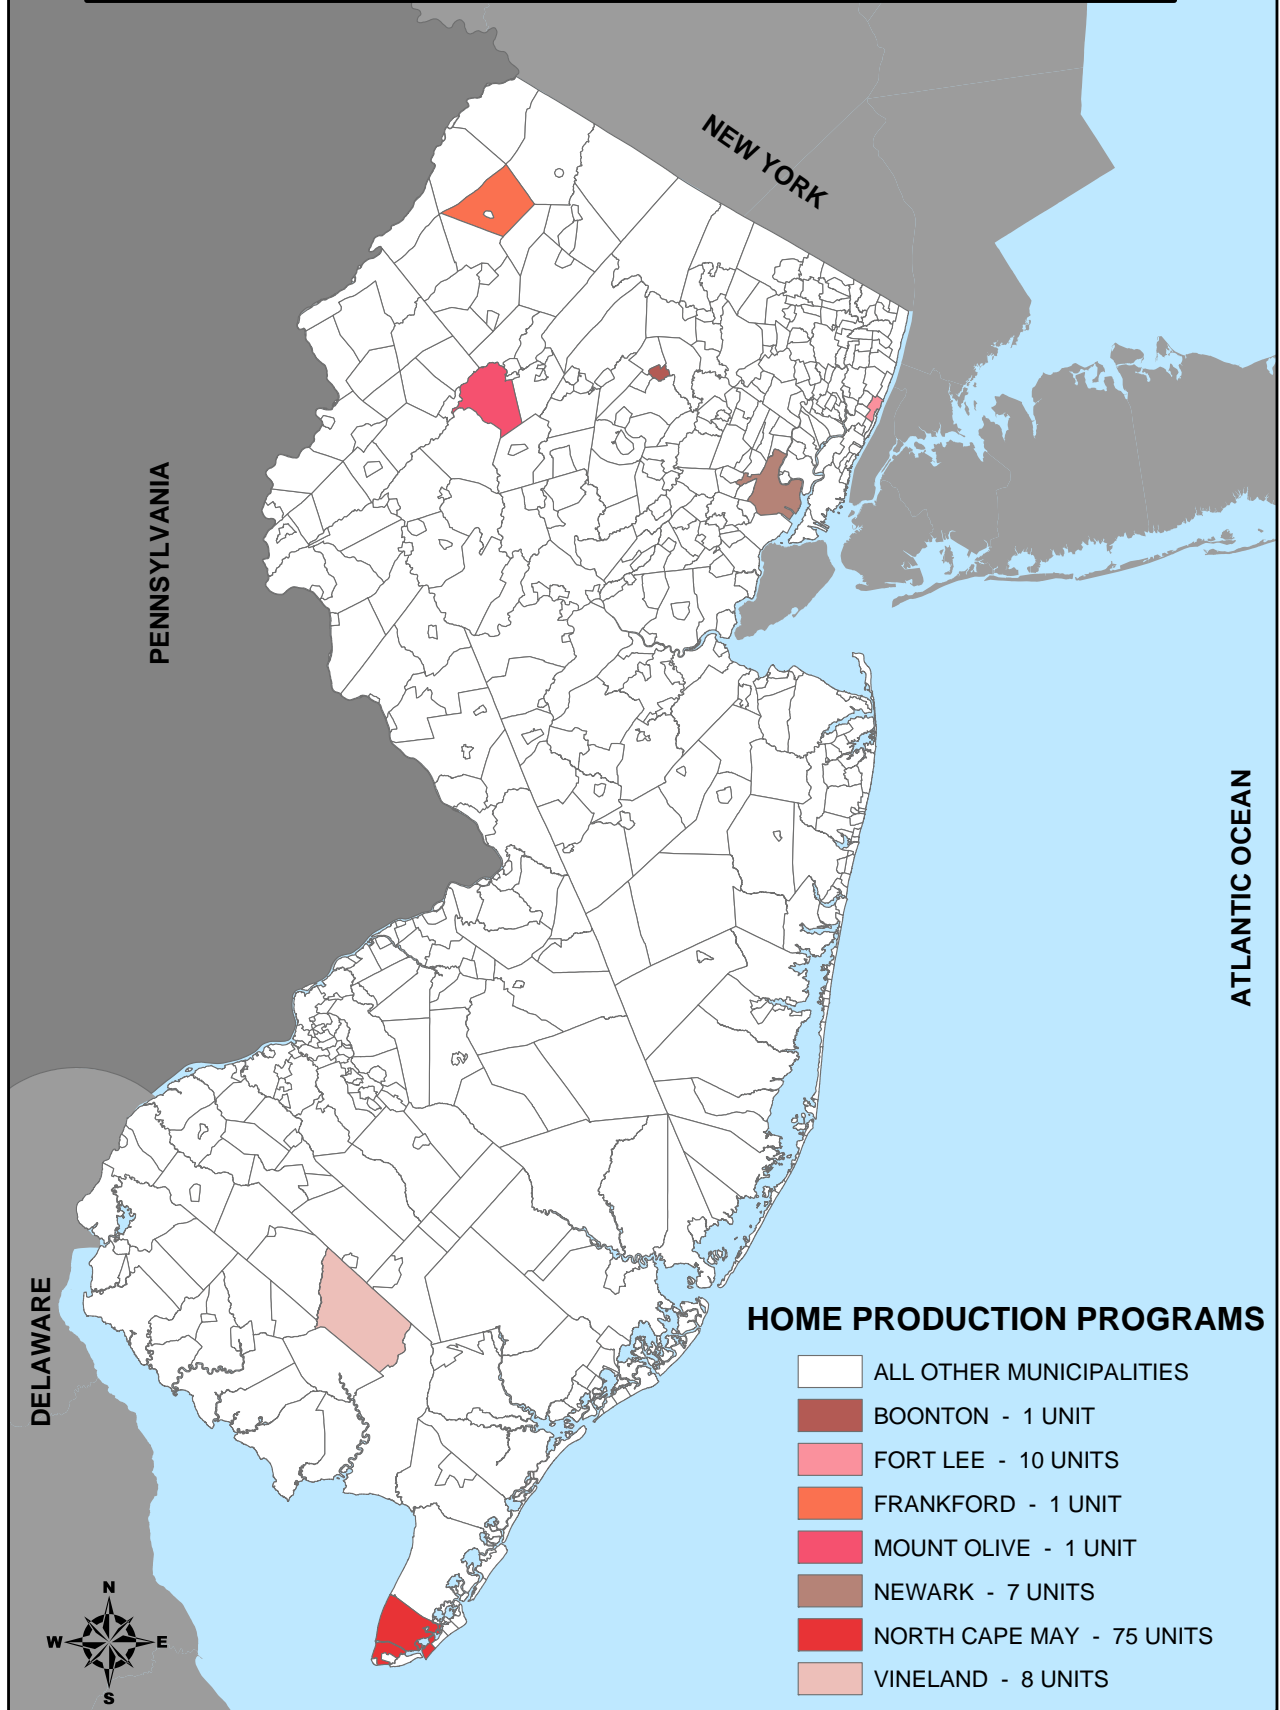 NEW YORK
PENNSYLVANIA
ATLANTIC OCEAN
DELAWARE
HOME PRODUCTION PROGRAMS
ALL OTHER MUNICIPALITIES
BOONTON - 1 UNIT
FORT LEE - 10 UNITS
FRANKFORD - 1 UNIT
MOUNT OLIVE - 1 UNIT
NEWARK - 7 UNITS
NORTH CAPE MAY - 75 UNITS
VINELAND - 8 UNITS
N
W E
S